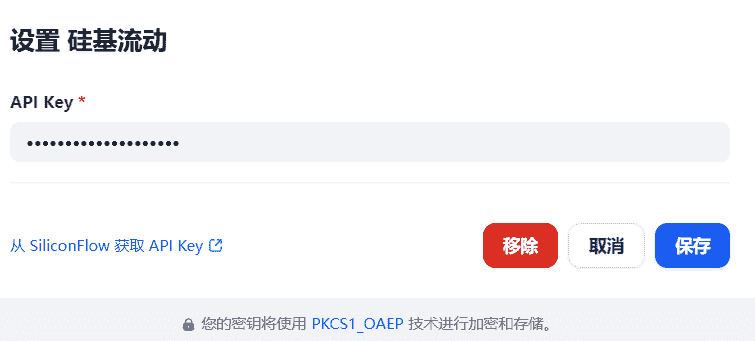 设置 硅基流动
API Key *
••••••••••••••••••••
从 SiliconFlow 获取 API Key
移除
取消
保存
您的密钥将使用 PKCS1_OAEP 技术进行加密和存储。